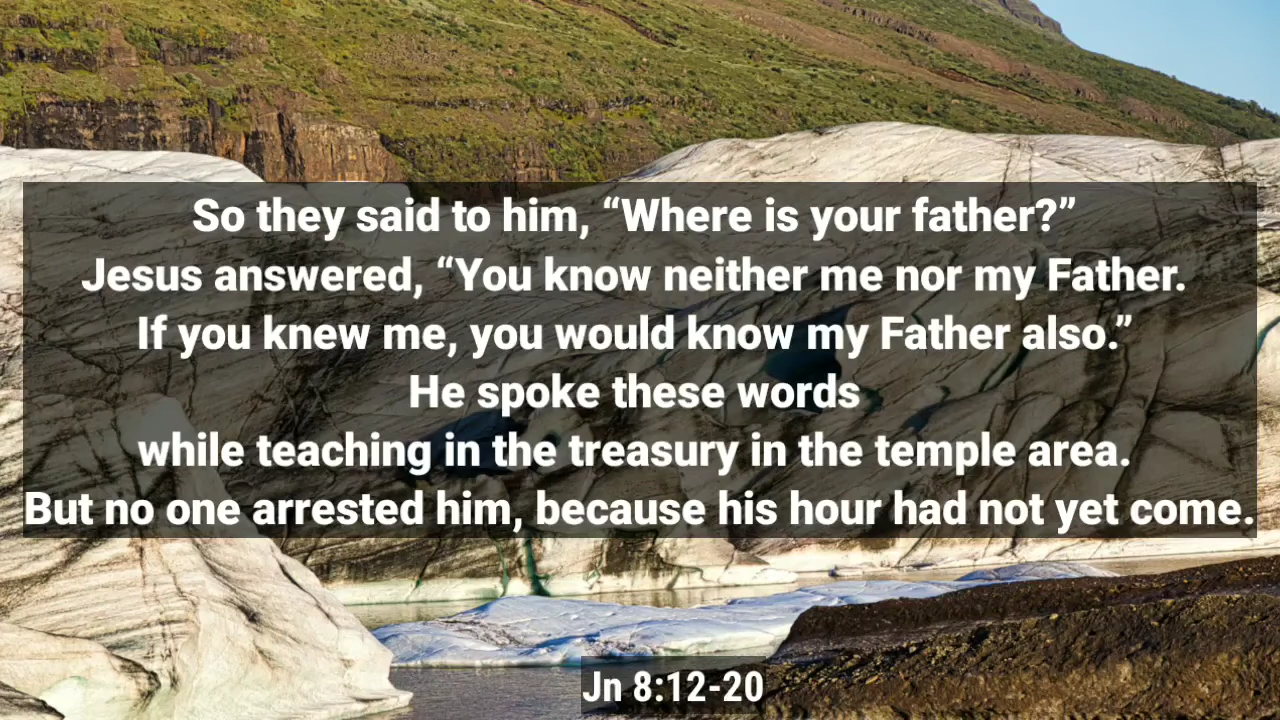 So they said to him, “Where is your father?”
Jesus answered, “You know neither me nor my Father.
If you knew me, you would know my Father also.”
He spoke these words
while teaching in the treasury in the temple area.
But no one arrested him, because his hour had not yet come.
Jn 8:12-20